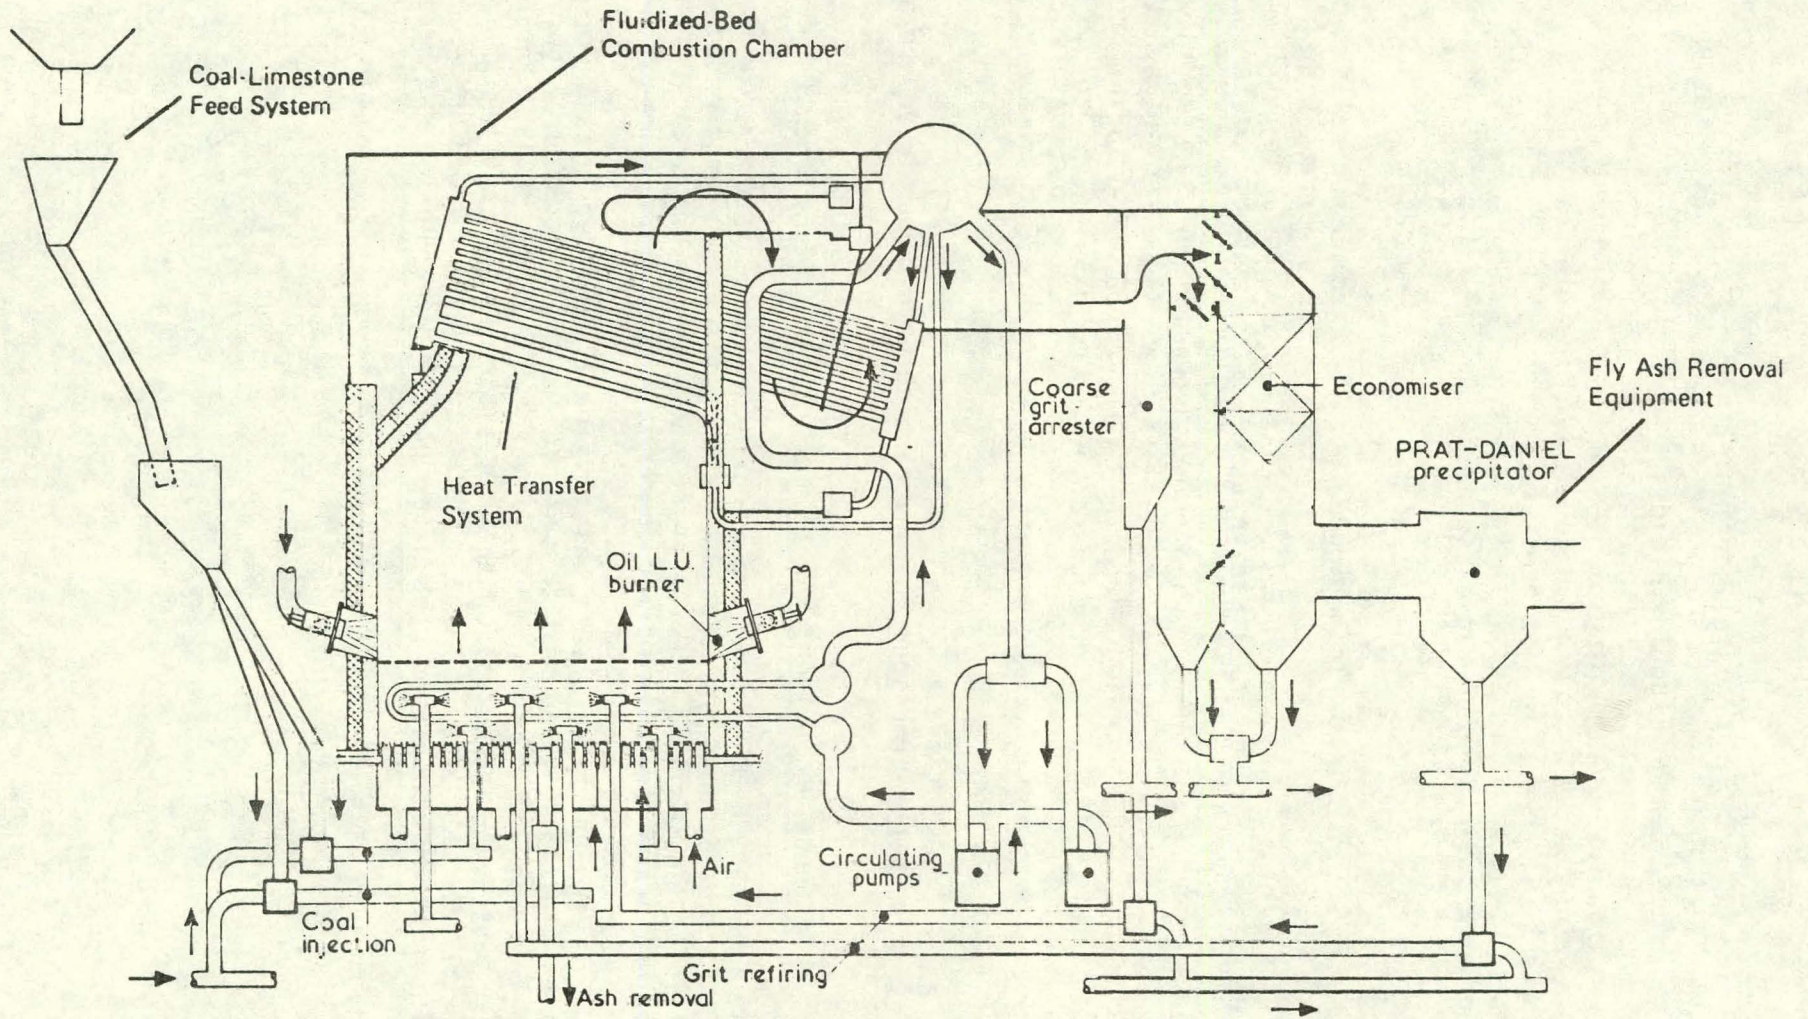 Fluidized-Bed
Combustion Chamber
Coal-Limestone
Feed System
Coarse
grit-
arrester
Economiser
Fly Ash Removal
Equipment
PRAT-DANIEL
precipitator
Heat Transfer
System
Oil L.U.
burner
Air
Circulating
pumps
Coal
injection
Grit refiring
Ash removal